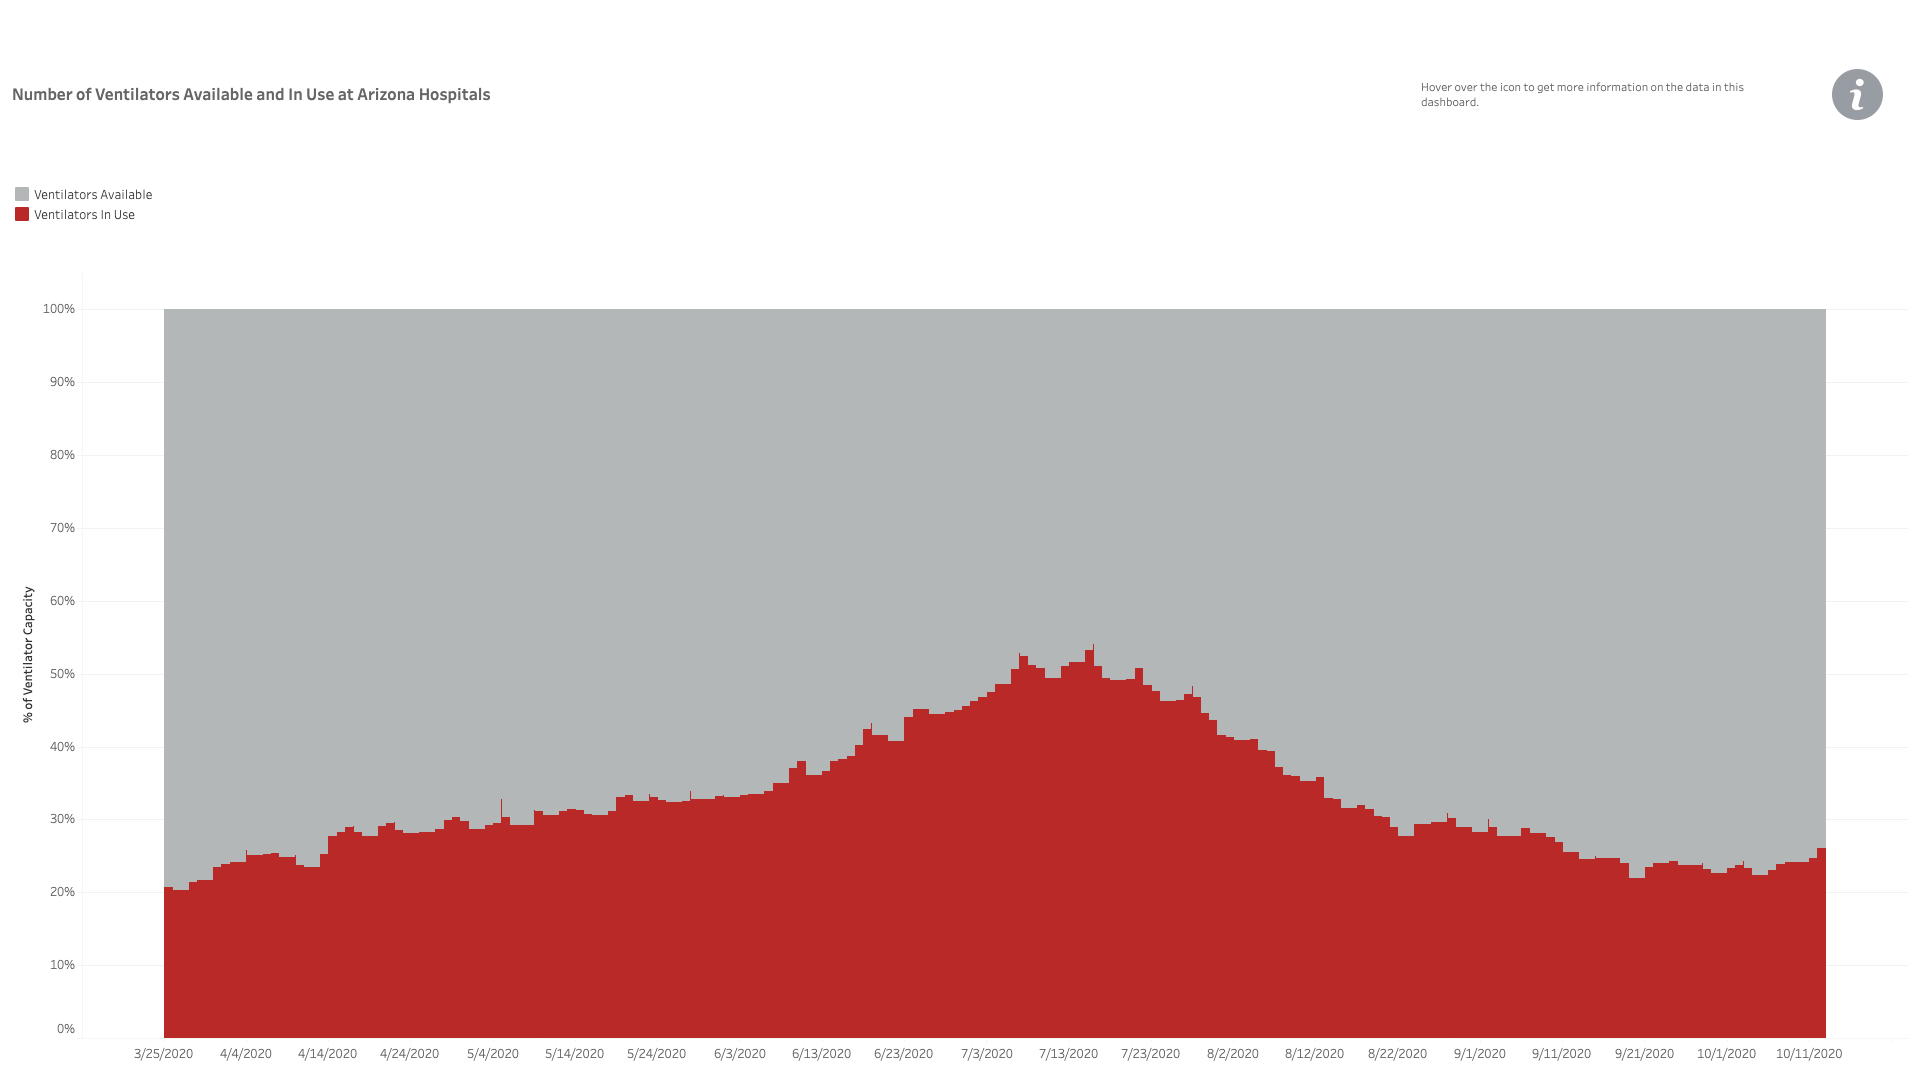 Number of Ventilators Available and In Use at Arizona Hospitals
Hover over the icon to get more information on the data in this
dashboard.
i
Ventilators Available
Ventilators In Use
% of Ventilator Capacity
100%
90%
80%
70%
60%
50%
40%
30%
20%
10%
0%
3/25/2020 4/4/2020 4/14/2020 4/24/2020 5/4/2020 5/14/2020 5/24/2020 6/3/2020 6/13/2020 6/23/2020 7/3/2020 7/13/2020 7/23/2020 8/2/2020 8/12/2020 8/22/2020 9/1/2020 9/11/2020 9/21/2020 10/1/2020 10/11/2020